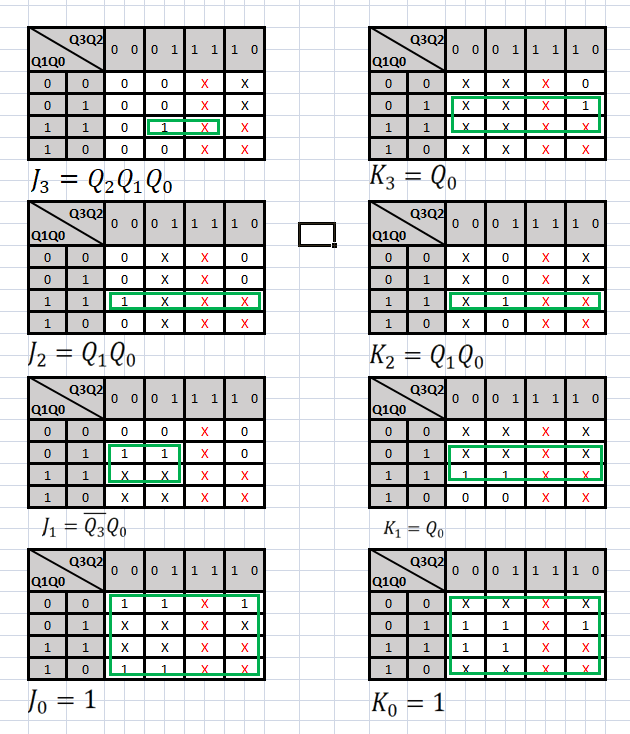 Q3Q2 0 0 0 1 1 1 1 0 Q3Q2 0 0 0 1 1 1 1 0
Q1Q0 Q1Q0
0 0 0 0 X X 0 0 X X X 0
0 1 0 0 X X 0 1 X X X 1
1 1 0 1 X X 1 1 X X X X
1 0 0 0 X X 1 0 X X X X
J₃ = Q₂Q₁Q₀ K₃ = Q₀
Q3Q2 0 0 0 1 1 1 1 0 Q3Q2 0 0 0 1 1 1 1 0
Q1Q0 Q1Q0
0 0 0 X X 0 0 0 X 0 X X
0 1 0 X X 0 0 1 X 0 X X
1 1 1 X X X 1 1 X 1 X X
1 0 0 X X X 1 0 X 0 X X
J₂ = Q₁Q₀ K₂ = Q₁Q₀
Q3Q2 0 0 0 1 1 1 1 0 Q3Q2 0 0 0 1 1 1 1 0
Q1Q0 Q1Q0
0 0 0 0 X 0 0 0 X X X X
0 1 1 1 X 0 0 1 X X X X
1 1 X X X X 1 1 1 1 X X
1 0 X X X X 1 0 0 0 X X
J₁ = Q̅₃Q₀ K₁ = Q₀
Q3Q2 0 0 0 1 1 1 1 0 Q3Q2 0 0 0 1 1 1 1 0
Q1Q0 Q1Q0
0 0 1 1 X 1 0 0 X X X X
0 1 X X X X 0 1 1 1 X 1
1 1 X X X X 1 1 1 1 X X
1 0 1 1 X X 1 0 X X X X
J₀ = 1 K₀ = 1